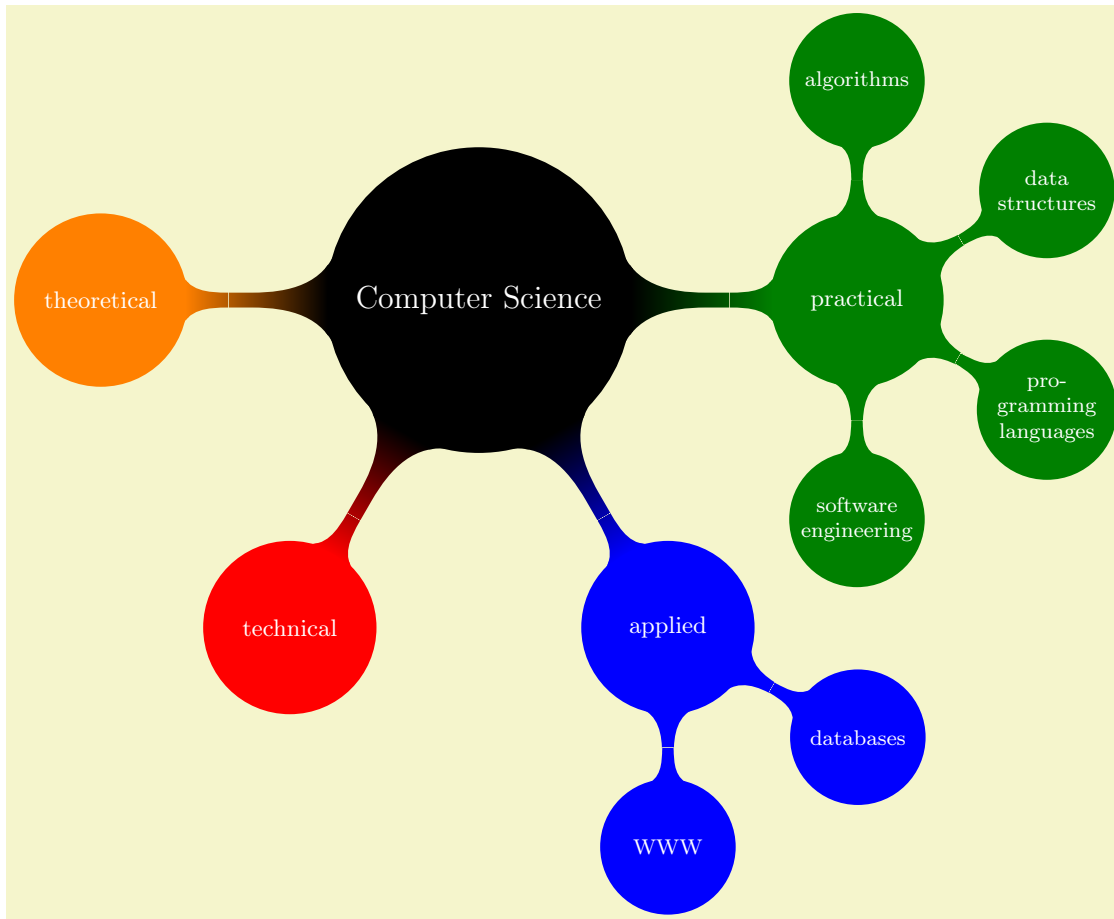 algorithms
data
structures
theoretical
Computer Science
practical
pro-
gramming
languages
software
engineering
technical
applied
databases
WWW